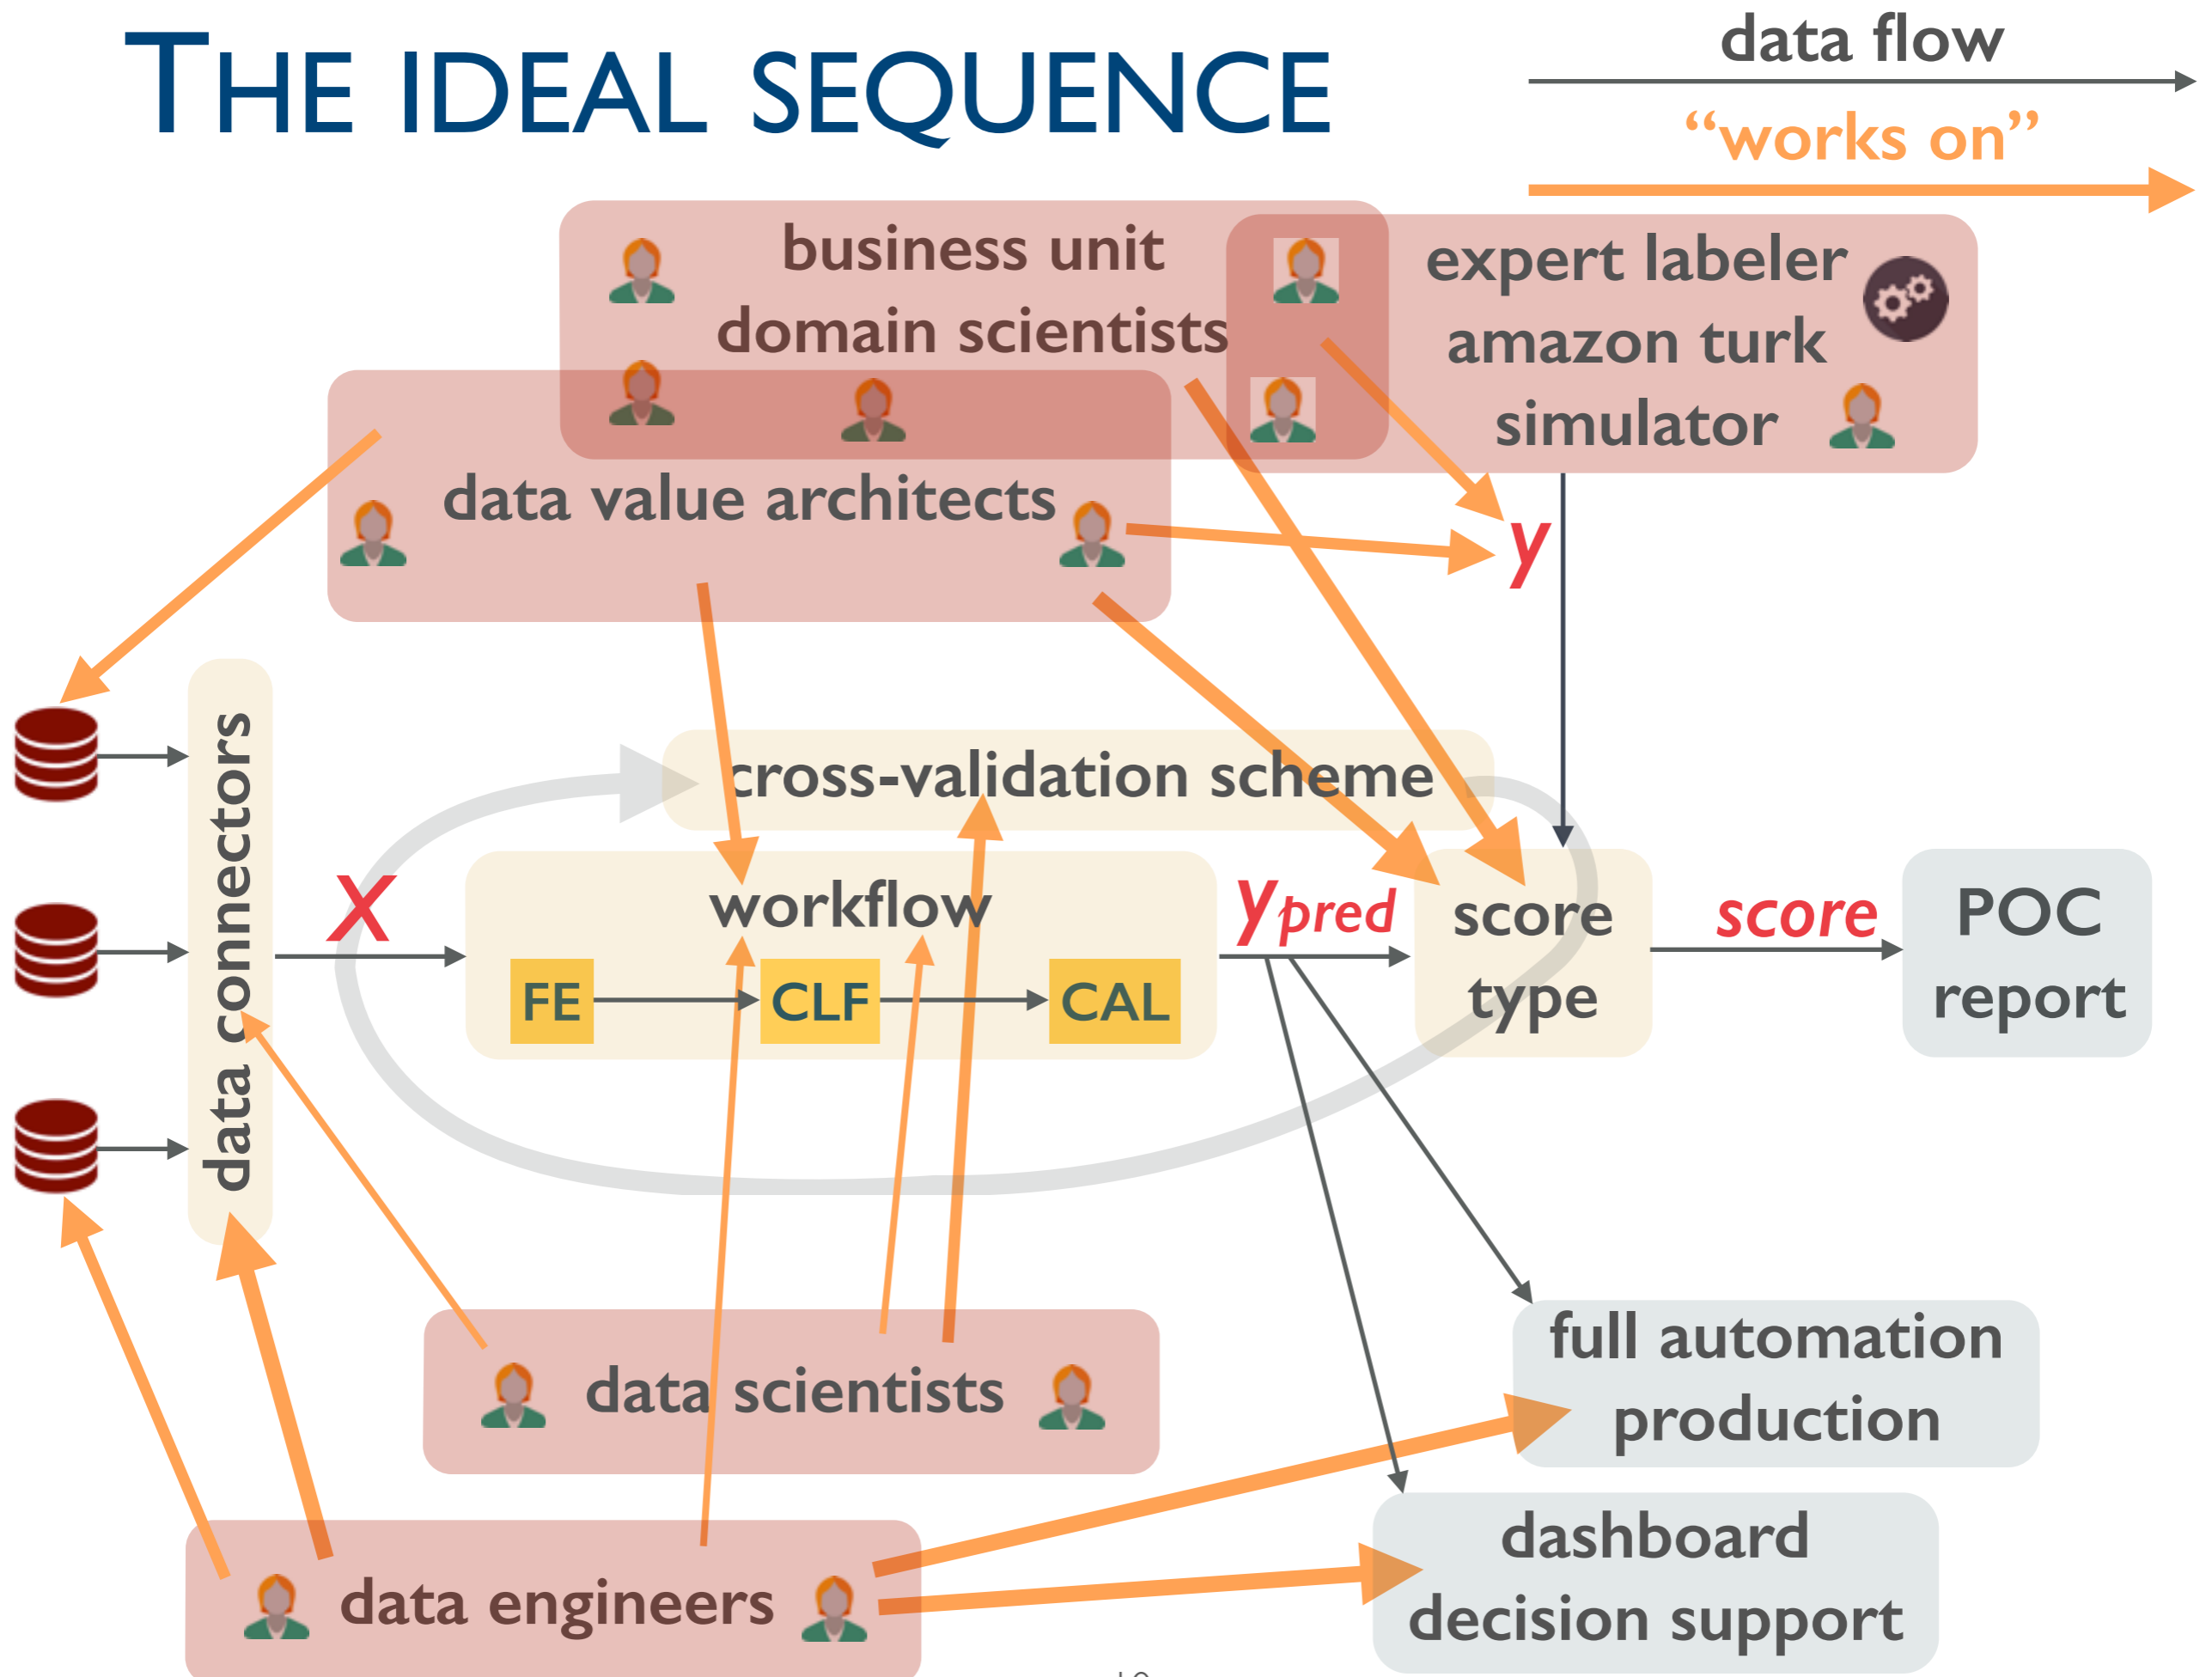 THE IDEAL SEQUENCE
data flow
“works on”
business unit
domain scientists
expert labeler
amazon turk
simulator
data value architects
y
data connectors
cross-validation scheme
X
workflow
FE
CLF
CAL
ypred
score
type
score
POC
report
full automation
production
data scientists
dashboard
decision support
data engineers